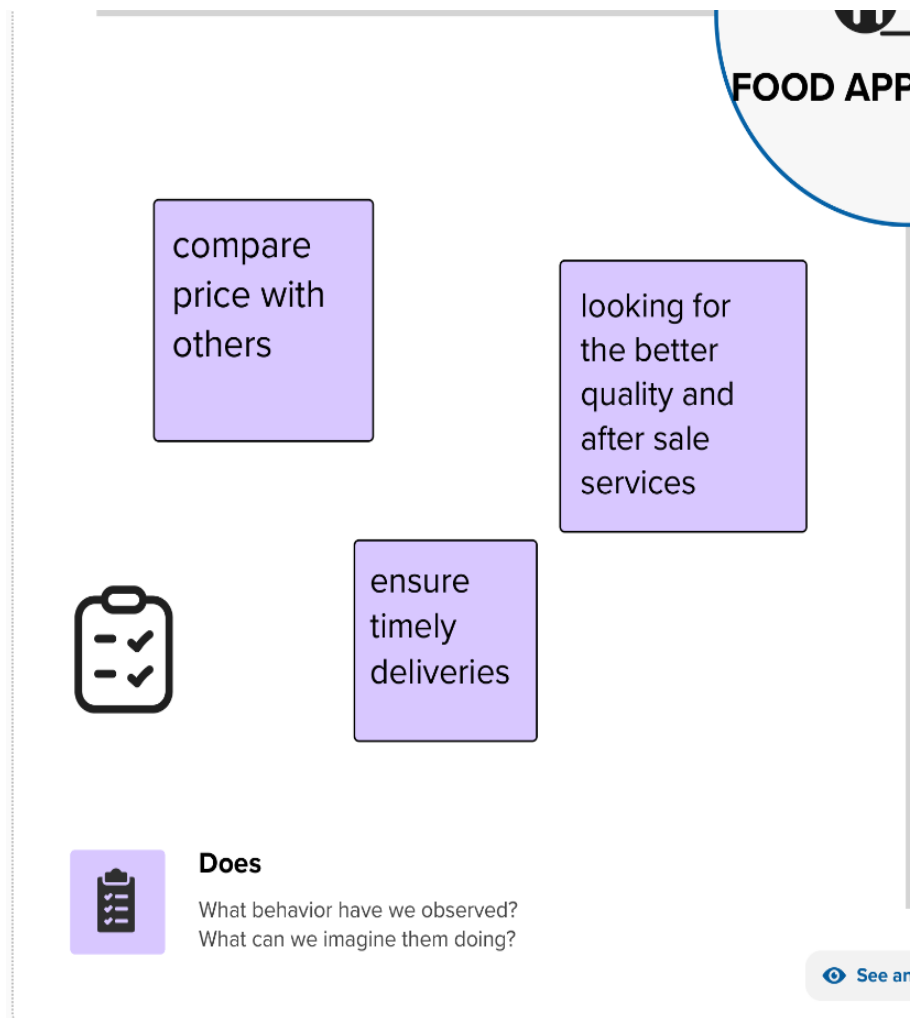 FOOD APP
compare
price with
others
looking for
the better
quality and
after sale
services
ensure
timely
deliveries
Does
What behavior have we observed?
What can we imagine them doing?
See